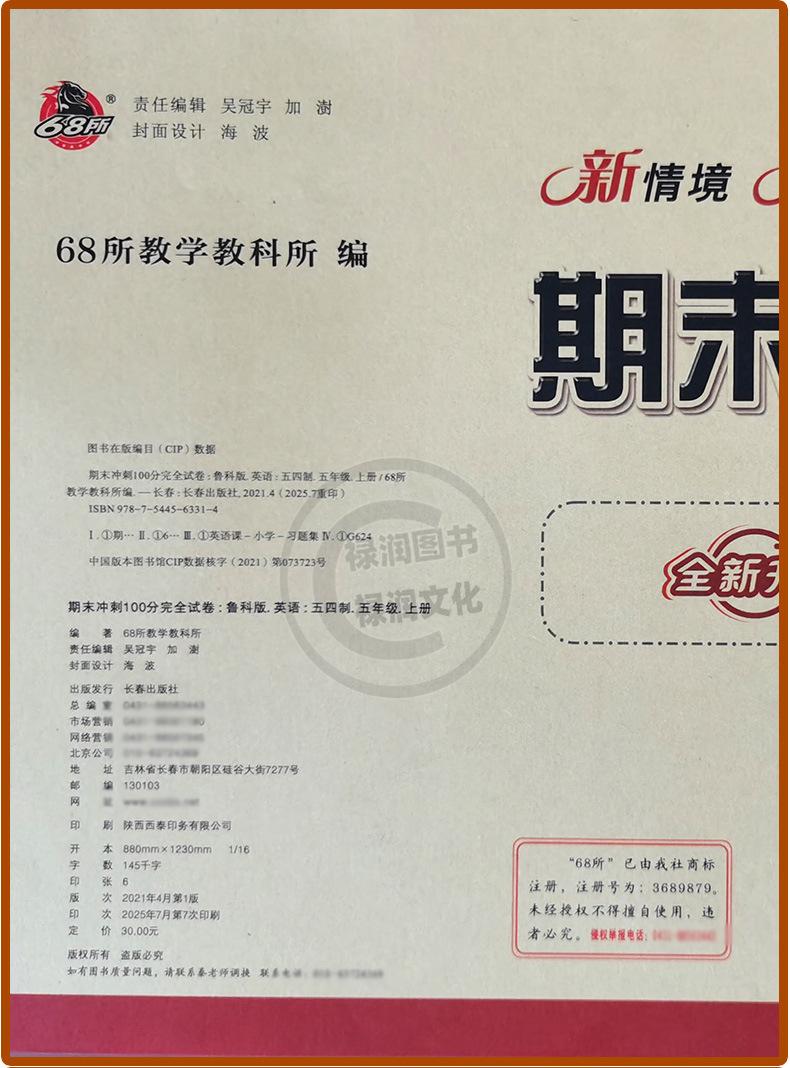 68所®
责任编辑 吴冠宇 加 澍
封面设计 海 波
新情境
68所教学教科所 编
期末
图书在版编目（CIP）数据
期末冲刺100分完全试卷：鲁科版.英语：五四制.五年级.上册/68所
教学教科所编.—长春：长春出版社，2021.4（2025.7重印）
ISBN 978-7-5445-6331-4
Ⅰ.①期… Ⅱ.①6… Ⅲ.①英语课－小学－习题集 Ⅳ.①G624
中国版本图书馆CIP数据核字（2021）第073723号
禄润图书
禄润文化
全新升
期末冲刺100分完全试卷：鲁科版.英语：五四制.五年级.上册
编 著 68所教学教科所
责任编辑 吴冠宇 加 澍
封面设计 海 波
出版发行 长春出版社
总 编 室
市场营销
网络营销
北京公司
地 址 吉林省长春市朝阳区硅谷大街7277号
邮 编 130103
网 址
印 刷 陕西西泰印务有限公司
开 本 880mm×1230mm 1/16
字 数 145千字
印 张 6
版 次 2021年4月第1版
印 次 2025年7月第7次印刷
定 价 30.00元
版权所有 盗版必究
如有图书质量问题，请联系秦老师调换 联系电话：
“68所”已由我社商标
注册，注册号为：3689879。
未经授权不得擅自使用，违
者必究。侵权举报电话：